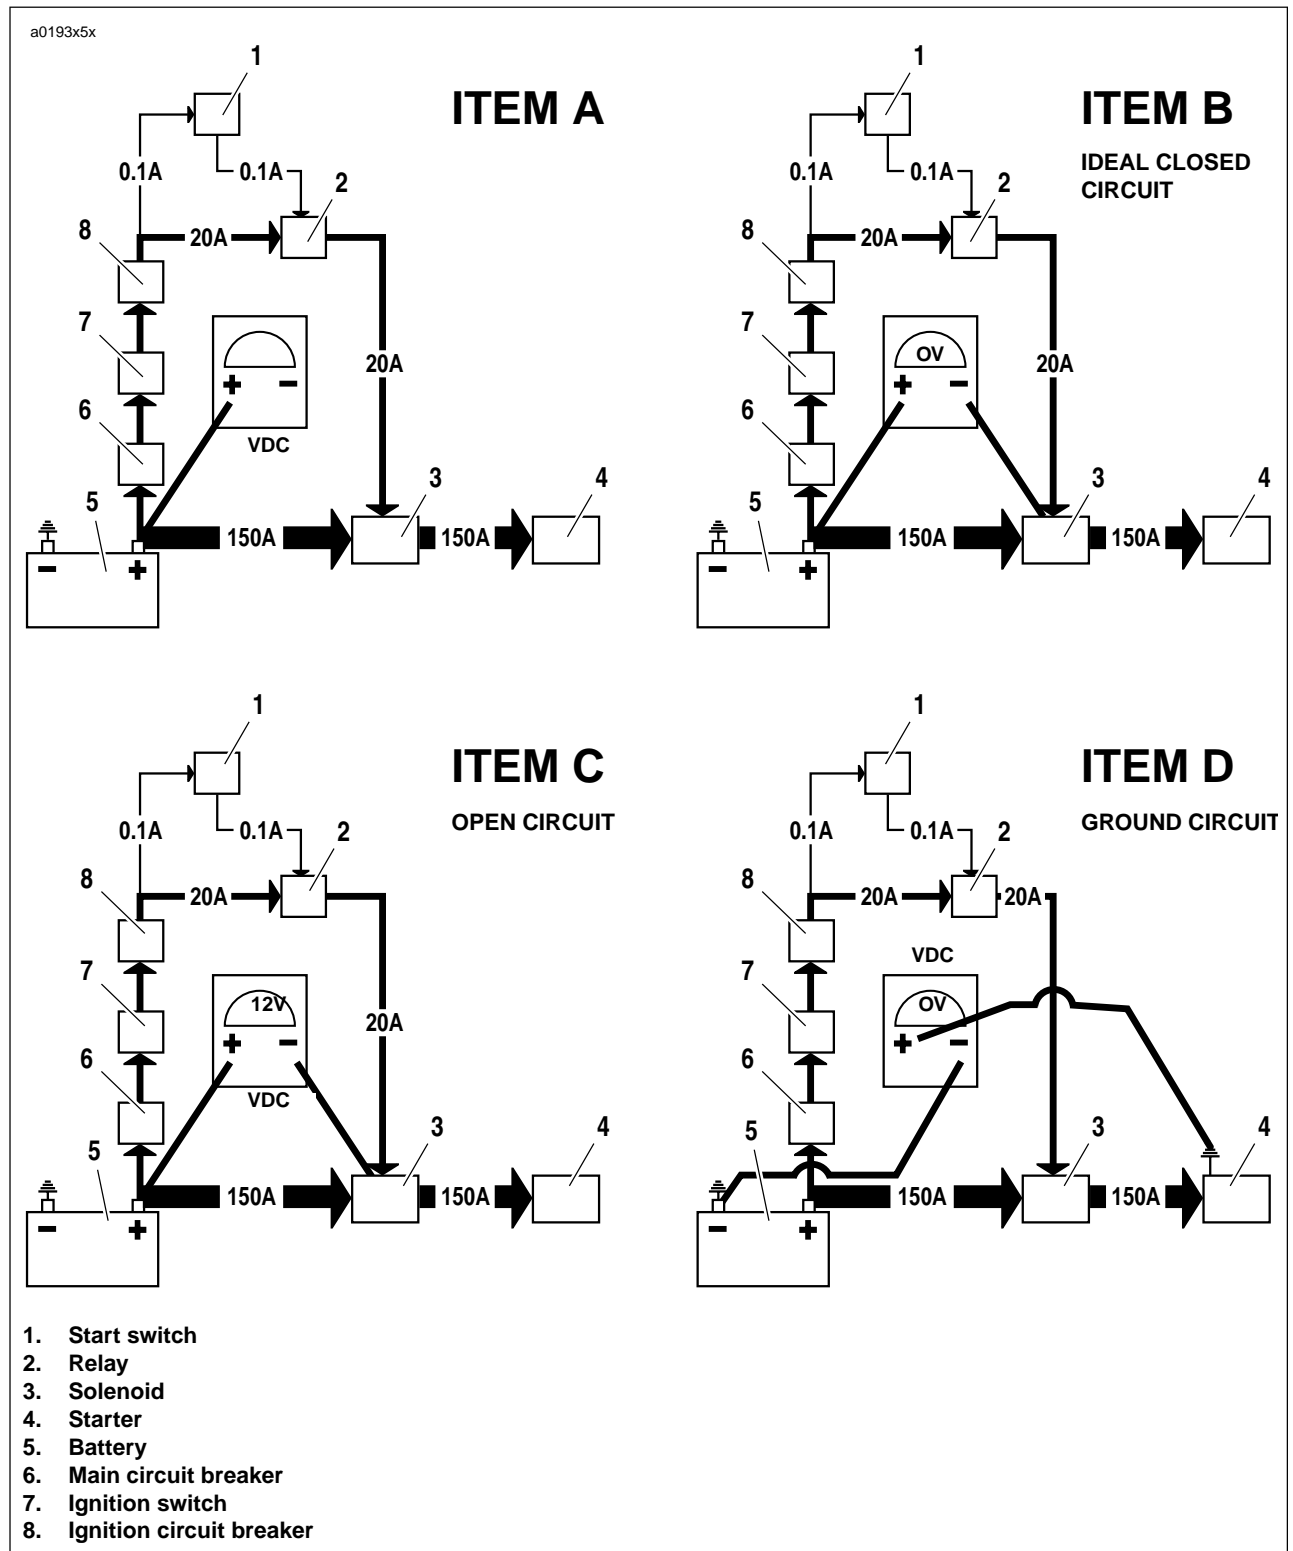 a0193x5x
1
ITEM A
0.1A
0.1A
2
8
20A
7
20A
+ −
6
VDC
5
3
4
150A
150A
− +
1
ITEM B
IDEAL CLOSED
CIRCUIT
0.1A
0.1A
2
8
20A
7
OV
20A
+ −
6
5
3
4
150A
150A
− +
1
ITEM C
OPEN CIRCUIT
0.1A
0.1A
2
8
20A
7
12V
20A
+ −
6
VDC
5
3
4
150A
150A
− +
1
ITEM D
GROUND CIRCUIT
0.1A
0.1A
2
8
20A
20A
VDC
7
OV
+ −
6
5
3
4
150A
150A
− +
1. Start switch
2. Relay
3. Solenoid
4. Starter
5. Battery
6. Main circuit breaker
7. Ignition switch
8. Ignition circuit breaker